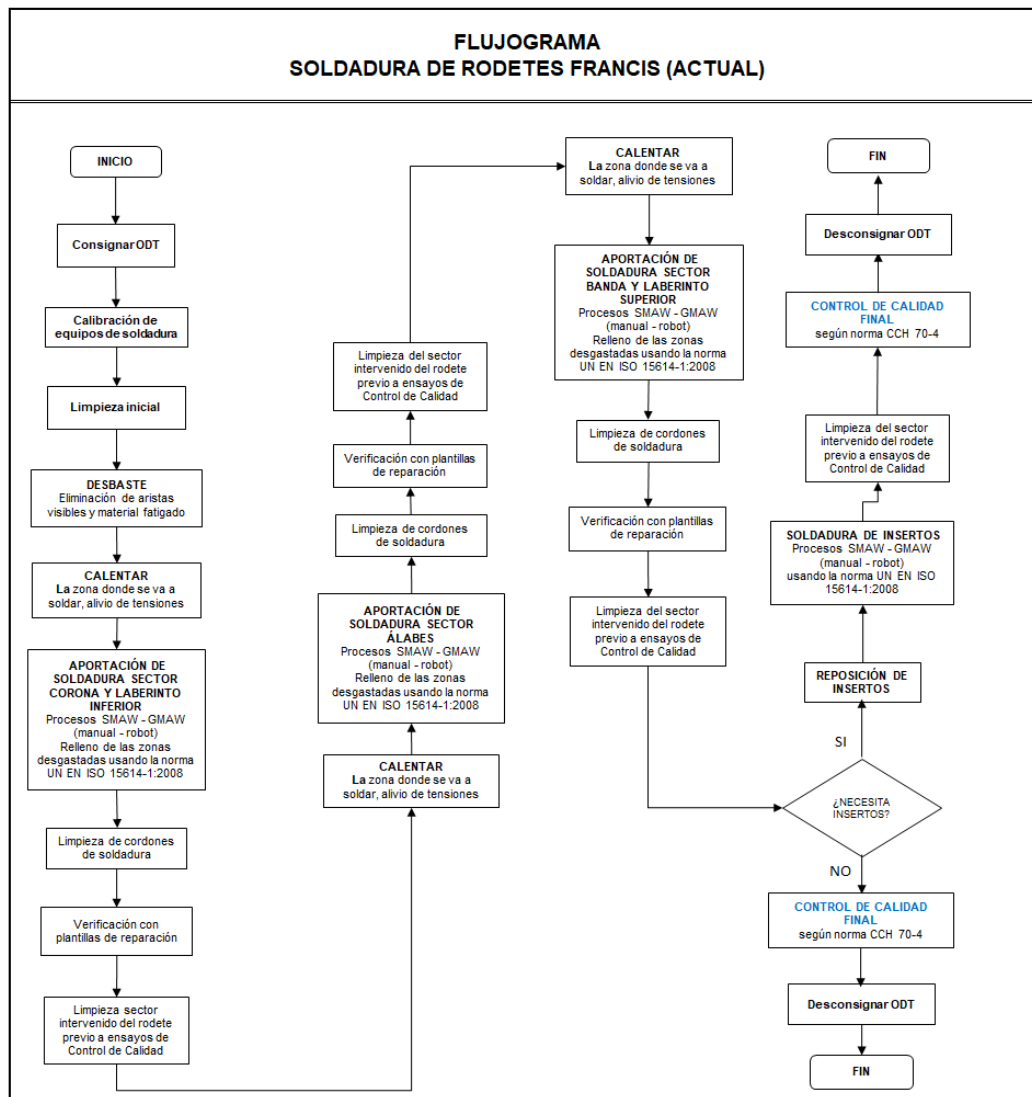 FLUJOGRAMA
SOLDADURA DE RODETES FRANCIS (ACTUAL)
INICIO
Consignar ODT
Calibración de
equipos de soldadura
Limpieza inicial
DESBASTE
Eliminación de aristas
visibles y material fatigado
CALENTAR
La zona donde se va a
soldar, alivio de tensiones
APORTACIÓN DE
SOLDADURA SECTOR
CORONA Y LABERINTO
INFERIOR
Procesos SMAW - GMAW
(manual - robot)
Relleno de las zonas
desgastadas usando la norma
UN EN ISO 15614-1:2008
Limpieza de cordones
de soldadura
Verificación con
plantillas de reparación
Limpieza sector
intervenido del rodete
previo a ensayos de
Control de Calidad
CALENTAR
La zona donde se va a
soldar, alivio de tensiones
APORTACIÓN DE
SOLDADURA SECTOR
ÁLABES
Procesos SMAW - GMAW
(manual - robot)
Relleno de las zonas
desgastadas usando la norma
UN EN ISO 15614-1:2008
Limpieza de cordones
de soldadura
Verificación con plantillas
de reparación
Limpieza del sector
intervenido del rodete
previo a ensayos de
Control de Calidad
CALENTAR
La zona donde se va a
soldar, alivio de tensiones
APORTACIÓN DE
SOLDADURA SECTOR
BANDA Y LABERINTO
SUPERIOR
Procesos SMAW - GMAW
(manual - robot)
Relleno de las zonas
desgastadas usando la norma
UN EN ISO 15614-1:2008
Limpieza de cordones
de soldadura
Verificación con plantillas
de reparación
Limpieza del sector
intervenido del rodete
previo a ensayos de
Control de Calidad
¿NECESITA
INSERTOS?
SI
REPOSICIÓN DE
INSERTOS
SOLDADURA DE INSERTOS
Procesos SMAW - GMAW
(manual - robot)
usando la norma UN EN ISO
15614-1:2008
Limpieza del sector
intervenido del rodete
previo a ensayos de
Control de Calidad
CONTROL DE CALIDAD
FINAL
según norma CCH 70-4
Desconsignar ODT
FIN
NO
CONTROL DE CALIDAD
FINAL
según norma CCH 70-4
Desconsignar ODT
FIN